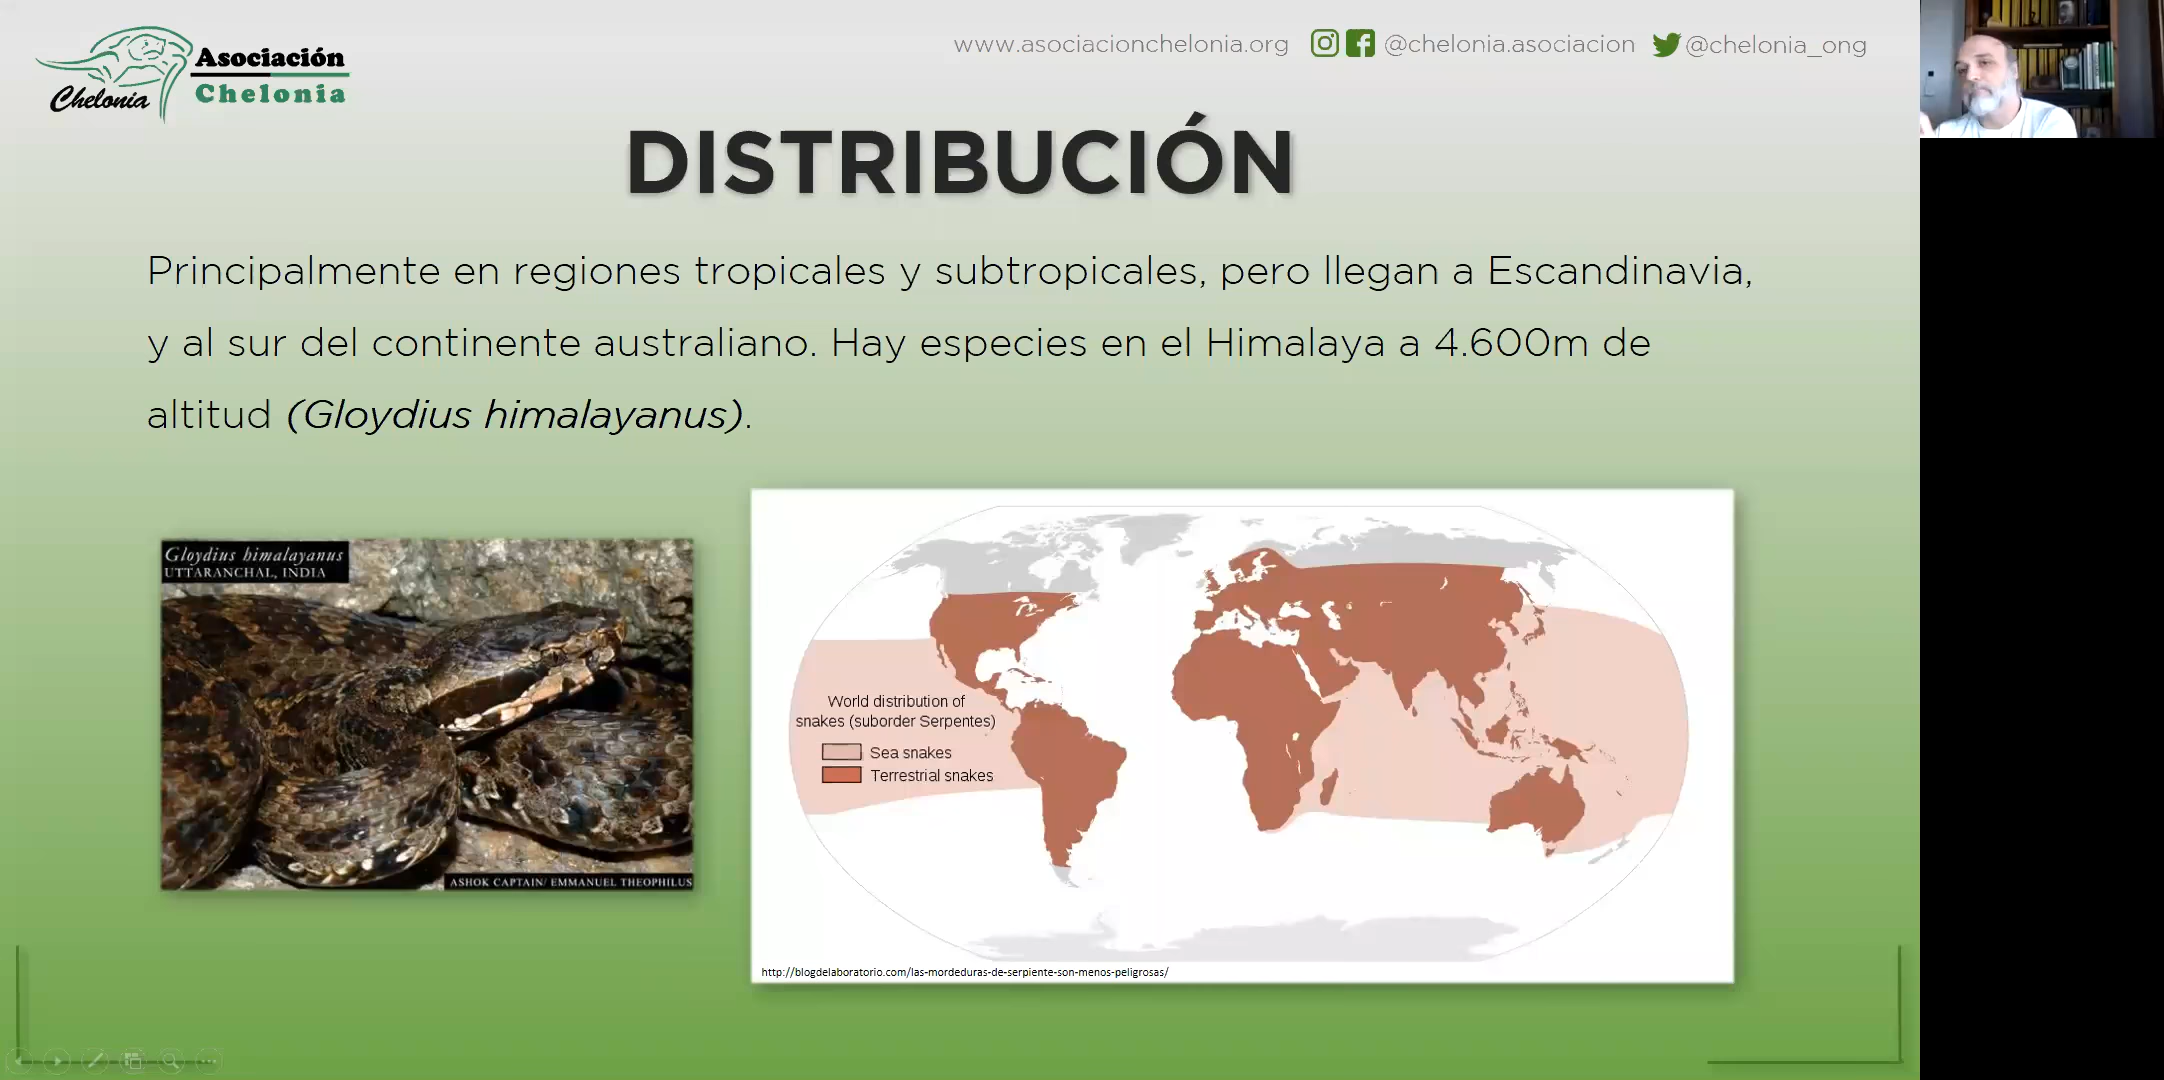 Chelonia
Asociación
Chelonia
www.asociacionchelonia.org @chelonia.asociacion @chelonia_ong
DISTRIBUCIÓN
Principalmente en regiones tropicales y subtropicales, pero llegan a Escandinavia,
y al sur del continente australiano. Hay especies en el Himalaya a 4.600m de
altitud (Gloydius himalayanus).
Gloydius himalayanus
UTTARANCHAL, INDIA
ASHOK CAPTAIN/ EMMANUEL THEOPHILUS
World distribution of
snakes (suborder Serpentes)
Sea snakes
Terrestrial snakes
http://blogdelaboratorio.com/las-mordeduras-de-serpiente-son-menos-peligrosas/